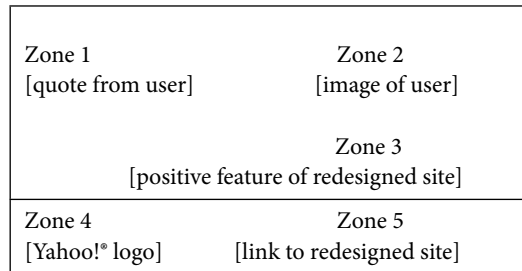 Zone 1 Zone 2
[quote from user] [image of user]
Zone 3
[positive feature of redesigned site]
Zone 4 Zone 5
[Yahoo!® logo] [link to redesigned site]